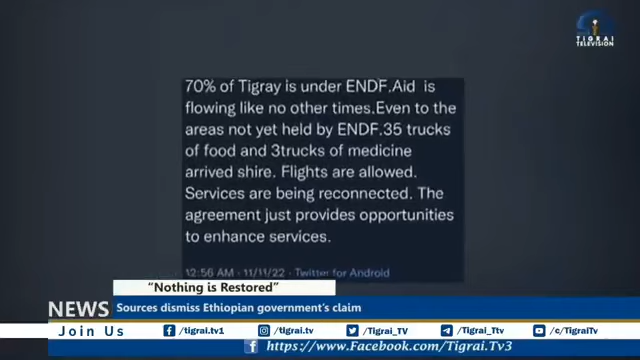 TIGRAI
TELEVISION
70% of Tigray is under ENDF.Aid is
flowing like no other times.Even to the
areas not yet held by ENDF.35 trucks
of food and 3trucks of medicine
arrived shire. Flights are allowed.
Services are being reconnected. The
agreement just provides opportunities
to enhance services.
12:56 AM · 11/11/22 · Twitter for Android
"Nothing is Restored"
NEWS
Sources dismiss Ethiopian government's claim
Join Us
/tigrai.tv1
/tigrai.tv
/Tigrai_Tv
/Tigrai_Tv
/c/TigraiTv
https://www.Facebook.com/Tigrai.Tv3